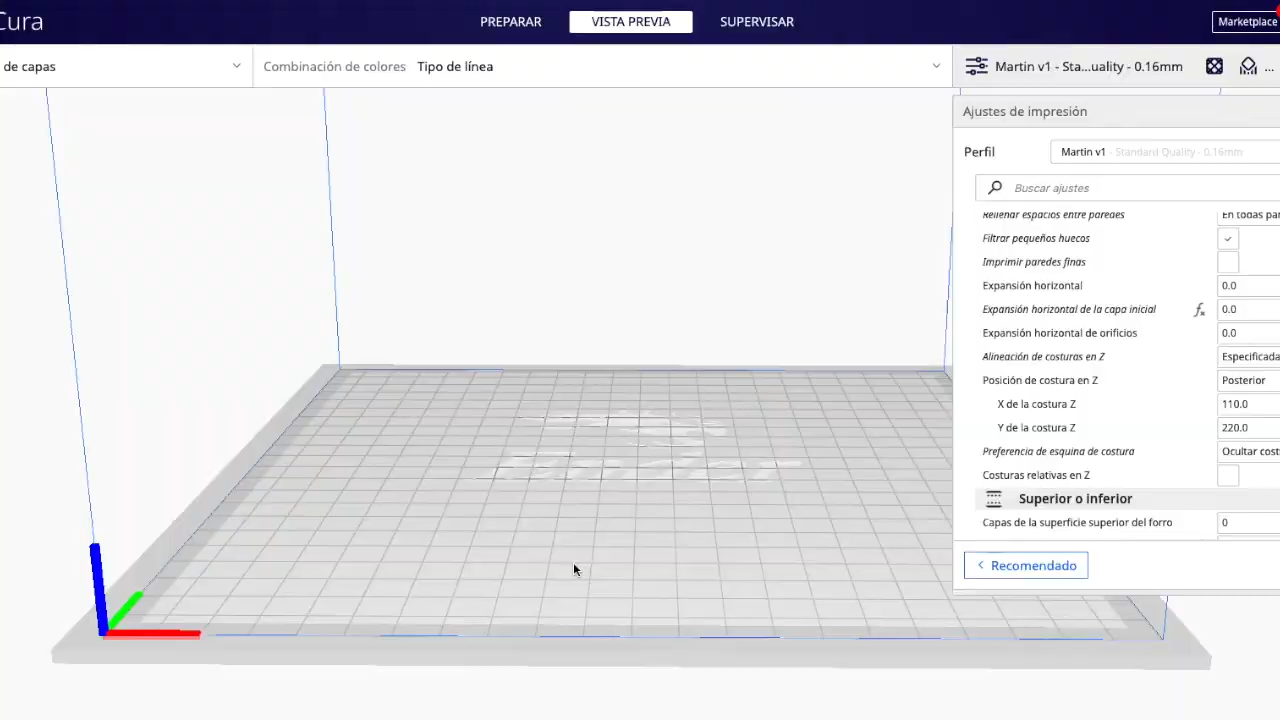 Cura
PREPARAR
VISTA PREVIA
SUPERVISAR
Marketplace
de capas
Combinación de colores Tipo de línea
Martin v1 - Sta...uality - 0.16mm
...
Ajustes de impresión
Perfil
Martin v1 - Standard Quality - 0.16mm
Buscar ajustes
Rellenar espacios entre paredes
En todas par
Filtrar pequeños huecos
Imprimir paredes finas
Expansión horizontal
0.0
Expansión horizontal de la capa inicial
fx
0.0
Expansión horizontal de orificios
0.0
Alineación de costuras en Z
Especificada
Posición de costura en Z
Posterior
X de la costura Z
110.0
Y de la costura Z
220.0
Preferencia de esquina de costura
Ocultar cost
Costuras relativas en Z
Superior o inferior
Capas de la superficie superior del forro
0
Recomendado